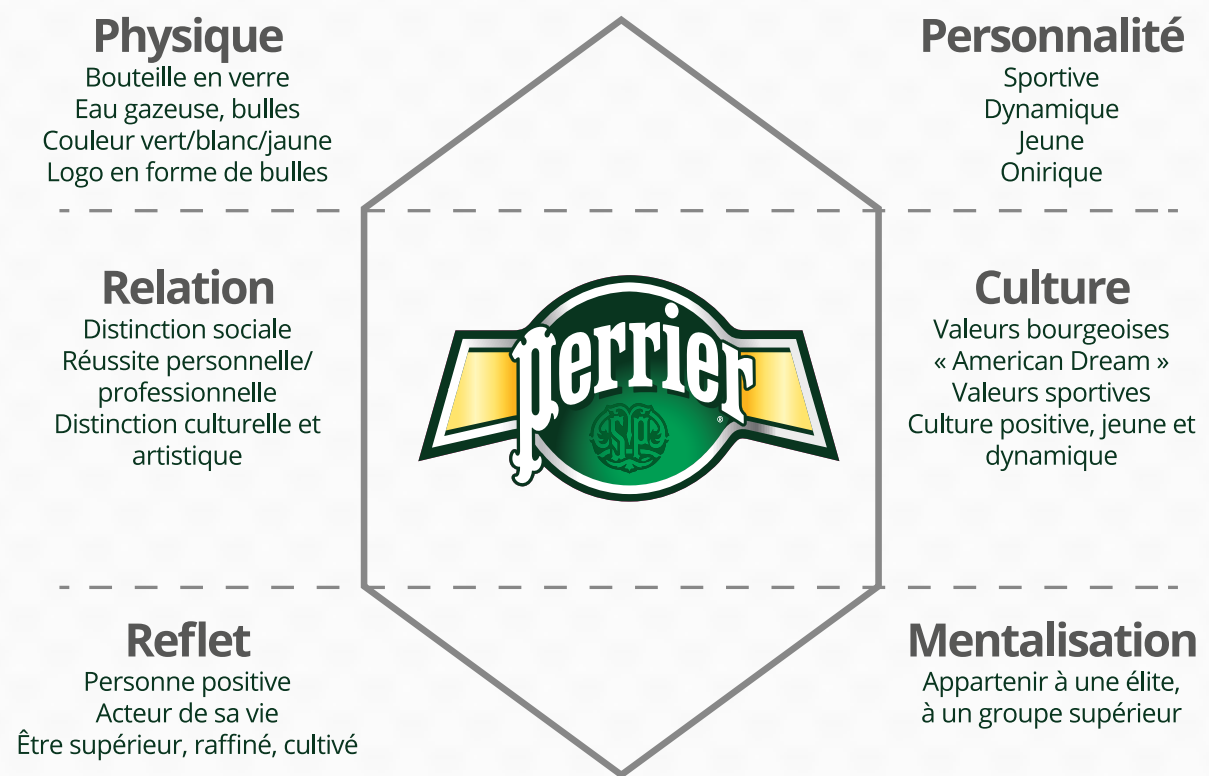 Physique
Bouteille en verre
Eau gazeuse, bulles
Couleur vert/blanc/jaune
Logo en forme de bulles
Personnalité
Sportive
Dynamique
Jeune
Onirique
Relation
Distinction sociale
Réussite personnelle/
professionnelle
Distinction culturelle et
artistique
perrier
®
S.P.
Culture
Valeurs bourgeoises
« American Dream »
Valeurs sportives
Culture positive, jeune et
dynamique
Reflet
Personne positive
Acteur de sa vie
Être supérieur, raffiné, cultivé
Mentalisation
Appartenir à une élite,
à un groupe supérieur